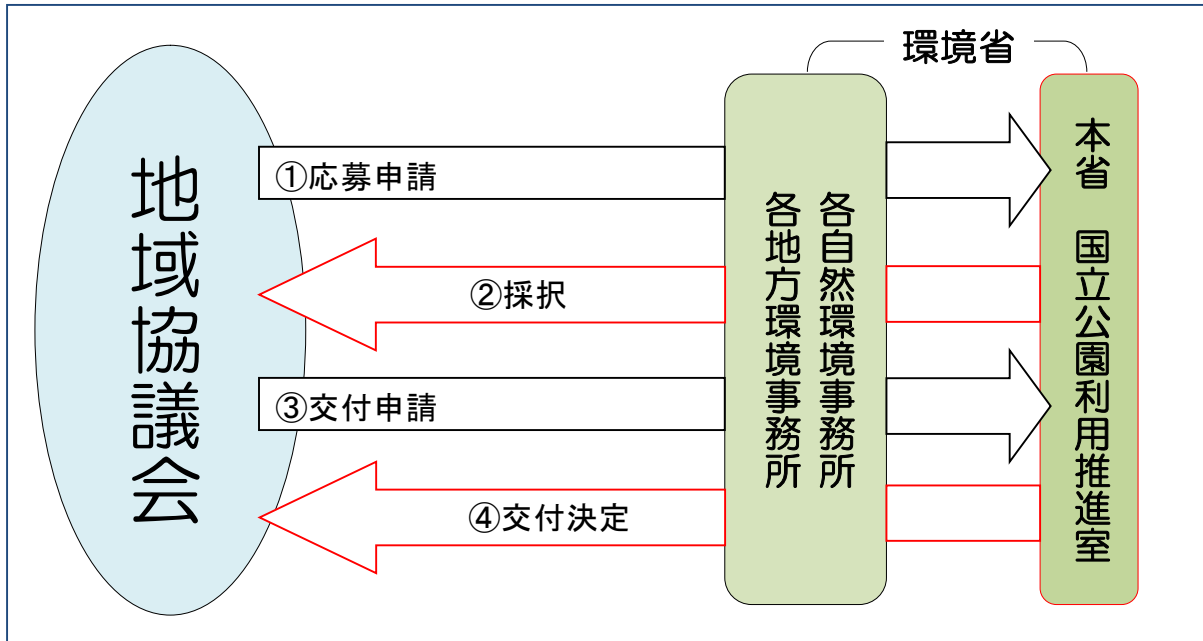 環境省
地域協議会
①応募申請
②採択
③交付申請
④交付決定
各自然環境事務所
各地方環境事務所
本省　国立公園利用推進室